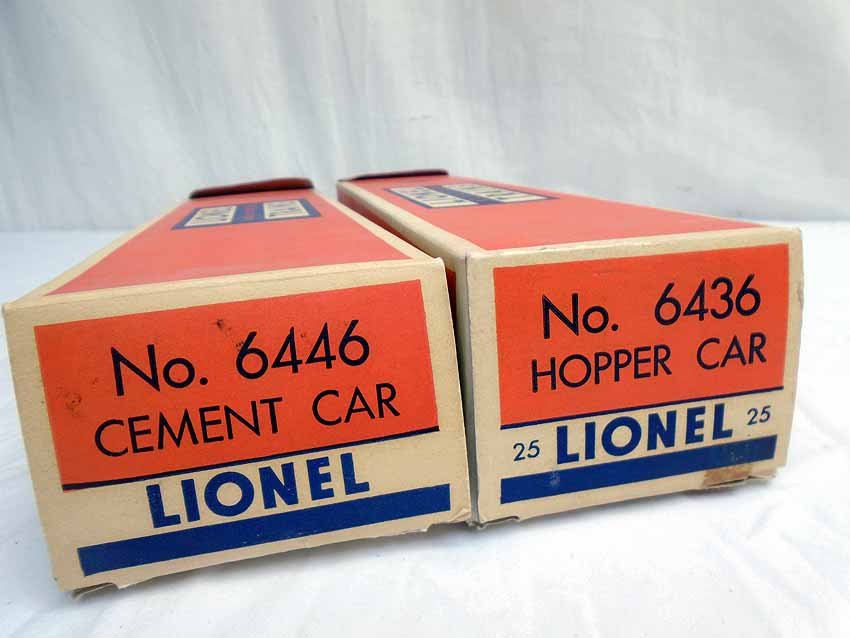 No. 6446
CEMENT CAR
LIONEL
No. 6436
HOPPER CAR
25 LIONEL 25